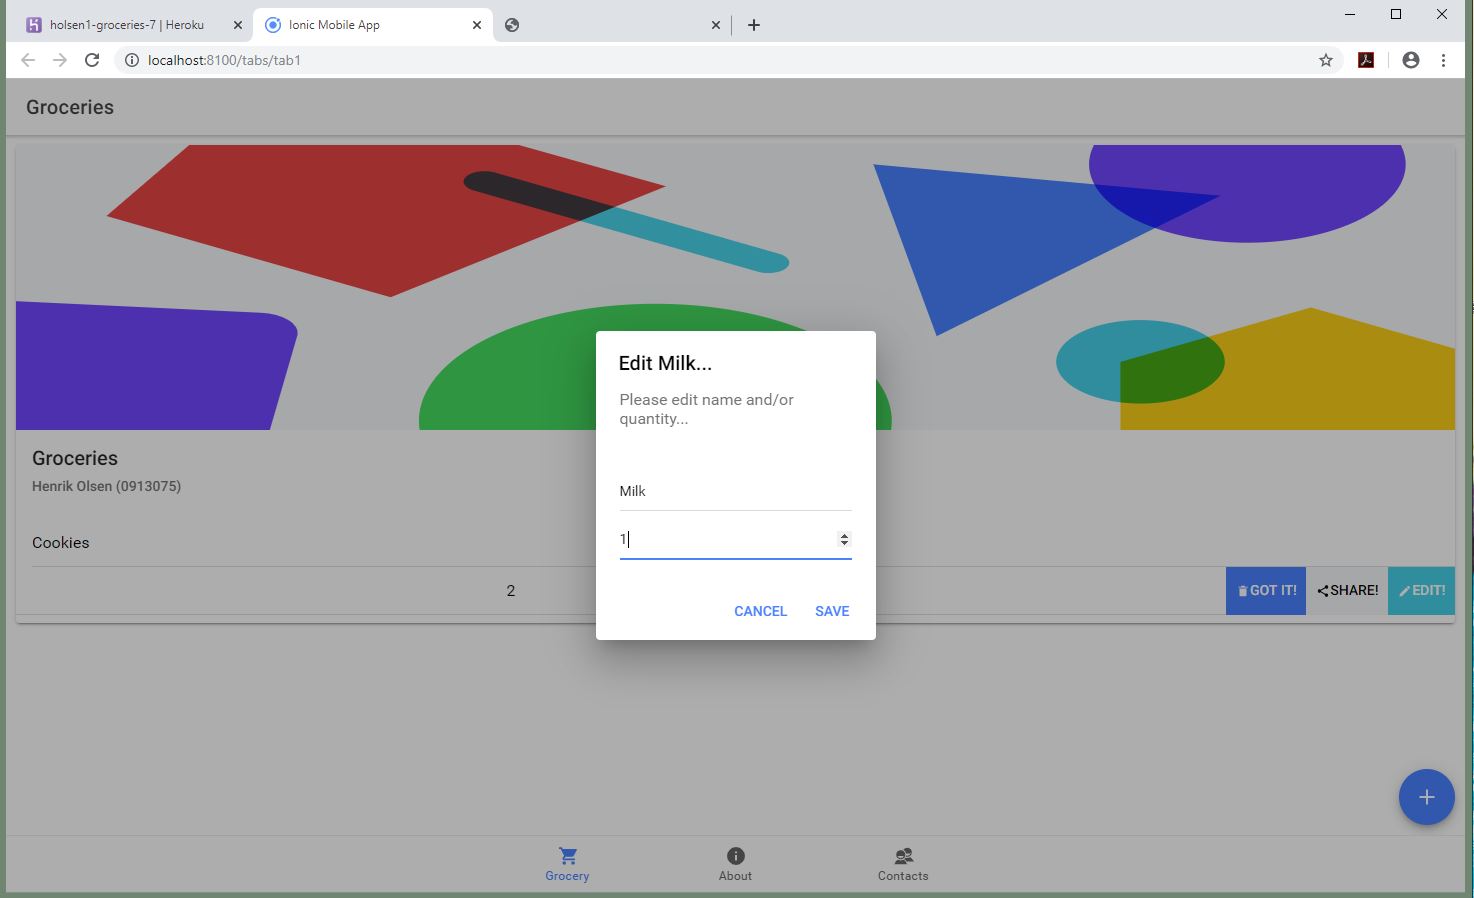 holsen1-groceries-7 | Heroku
Ionic Mobile App
localhost:8100/tabs/tab1
Groceries
Edit Milk...
Please edit name and/or
quantity...
Milk
1
CANCEL SAVE
Groceries
Henrik Olsen (0913075)
Cookies
2 GOT IT! SHARE! EDIT!
Grocery About Contacts